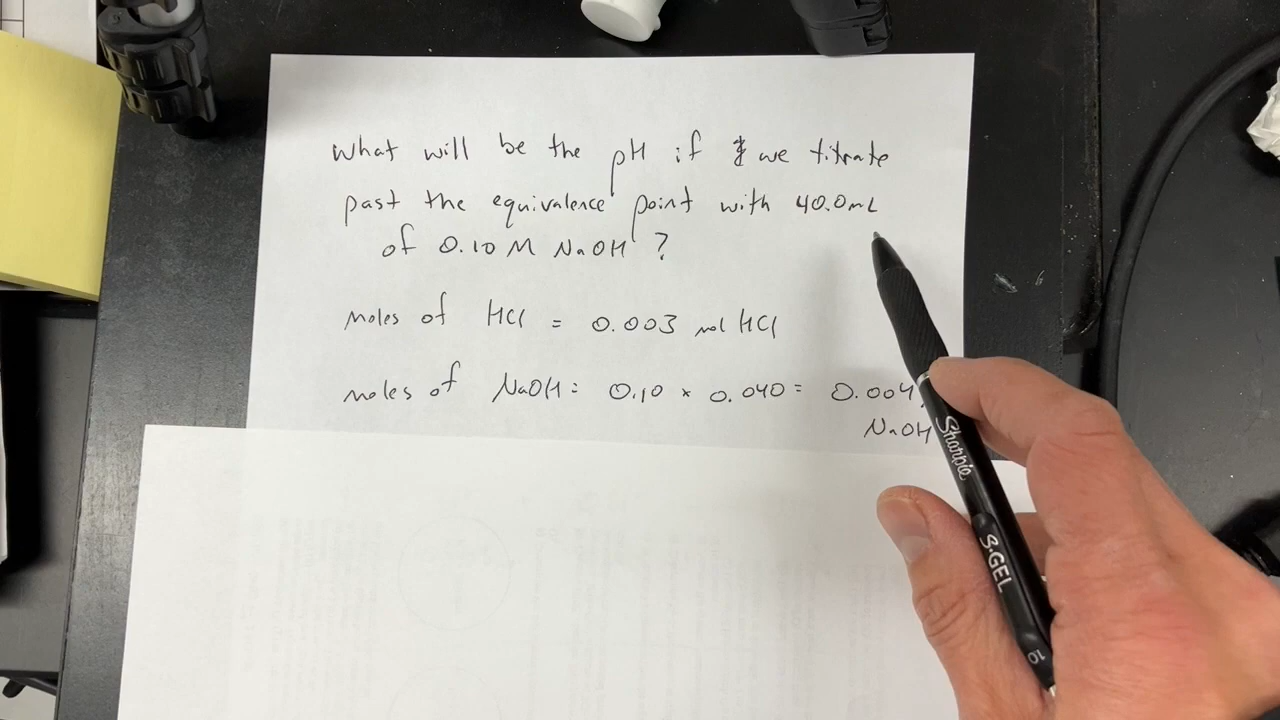 What will be the pH if we titrate
past the equivalence point with 40.0mL
of 0.10 M NaOH ?
moles of HCl = 0.003 mol HCl
moles of NaOH = 0.10 × 0.040 = 0.004
NaOH
Sharpie
S·GEL
10